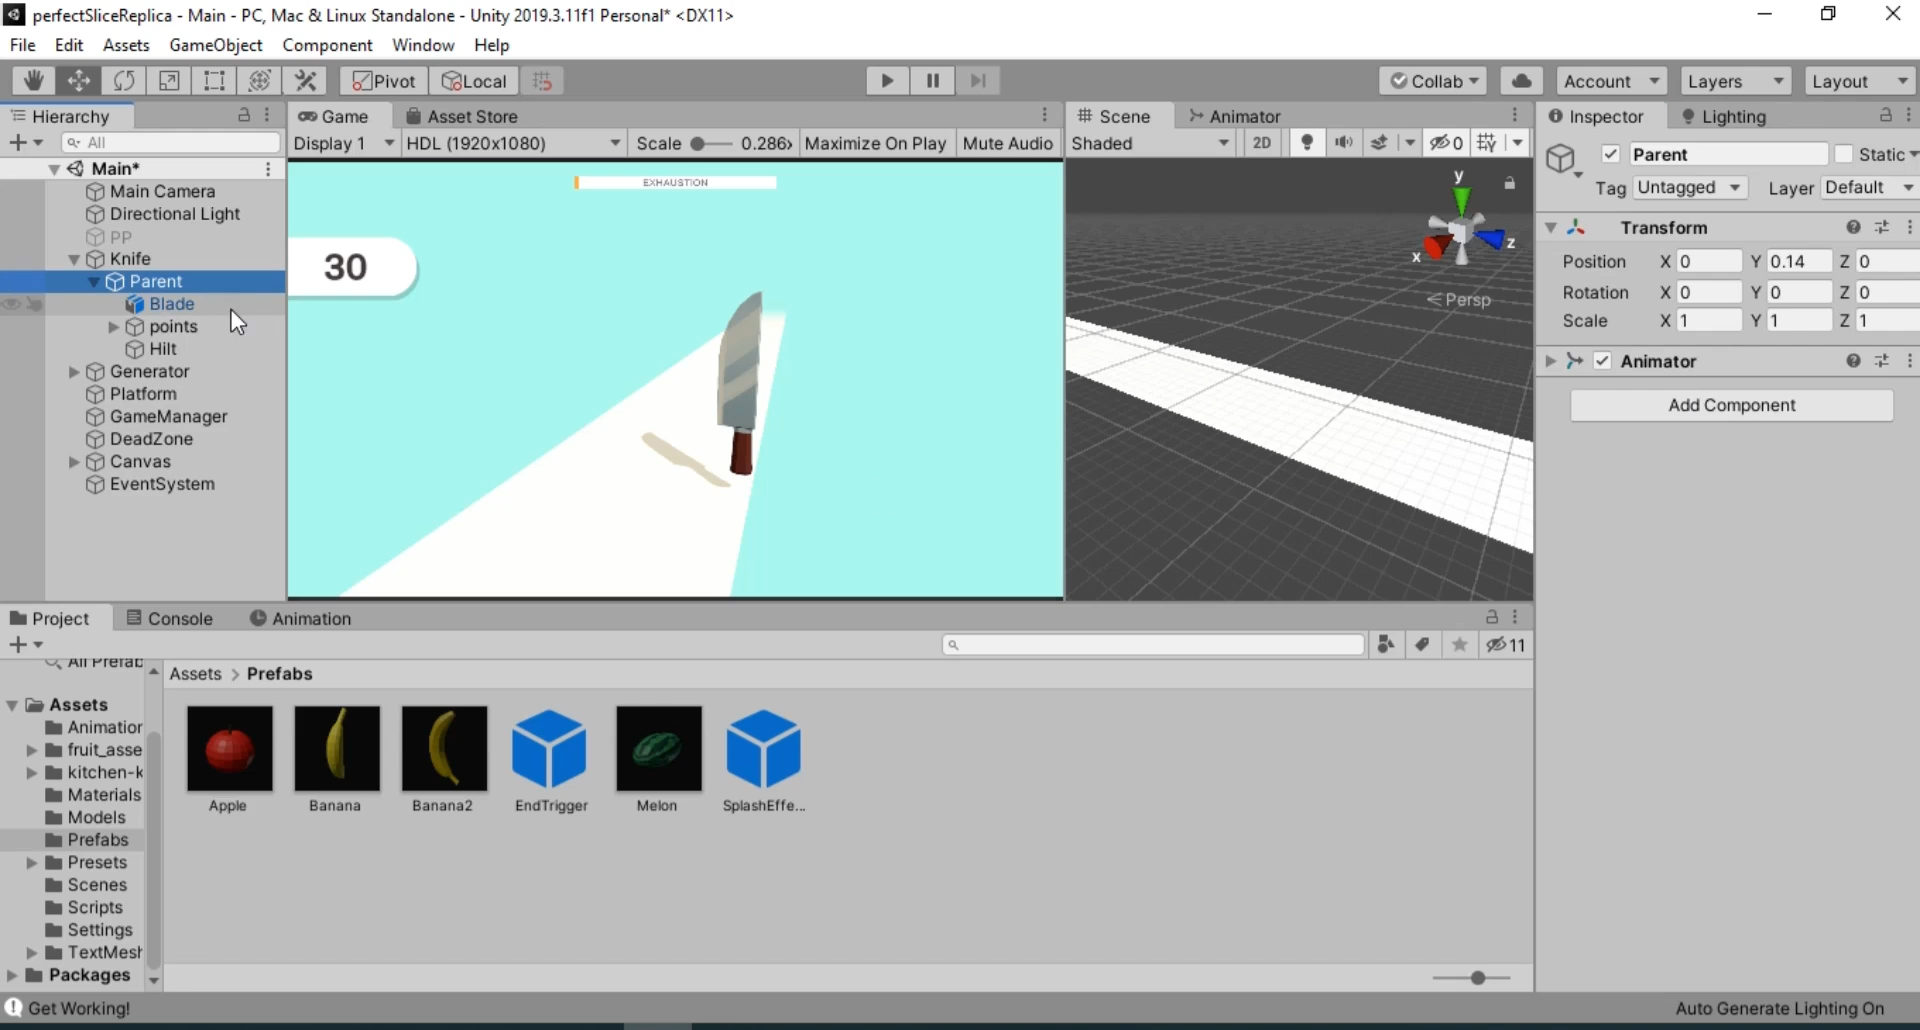 perfectSliceReplica - Main - PC, Mac & Linux Standalone - Unity 2019.3.11f1 Personal* <DX11>
File Edit Assets GameObject Component Window Help
Pivot Local Collab Account Layers Layout
Hierarchy Game Asset Store Scene Animator Inspector Lighting
All Display 1 HDL (1920x1080) Scale 0.286x Maximize On Play Mute Audio Shaded 2D 0
Parent Static
Main*
Main Camera
Directional Light
PP
Knife
Parent
Blade
points
Hilt
Generator
Platform
GameManager
DeadZone
Canvas
EventSystem
EXHAUSTION
30
y
z
x
Persp
Tag Untagged Layer Default
Transform
Position X 0 Y 0.14 Z 0
Rotation X 0 Y 0 Z 0
Scale X 1 Y 1 Z 1
Animator
Add Component
Project Console Animation
11
All Prefab
Assets
Animation
fruit_asse
kitchen-k
Materials
Models
Prefabs
Presets
Scenes
Scripts
Settings
TextMesh
Packages
Assets > Prefabs
Apple Banana Banana2 EndTrigger Melon SplashEffe...
Get Working!
Auto Generate Lighting On